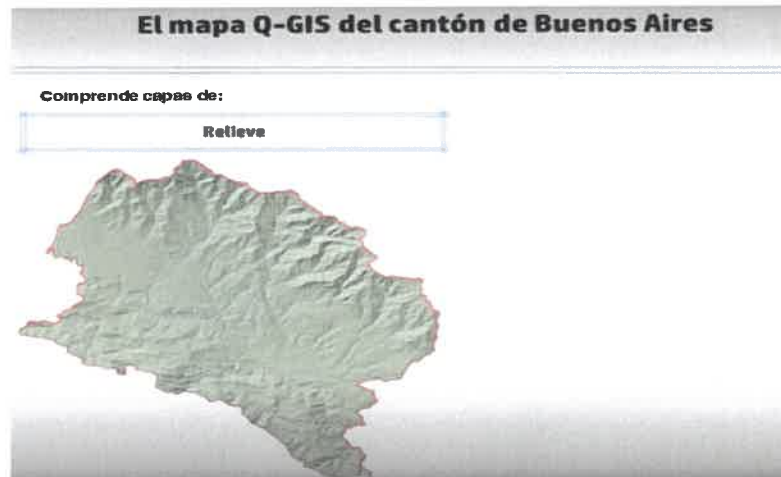 El mapa Q-GIS del cantón de Buenos Aires
Comprende capas de:
Relieve